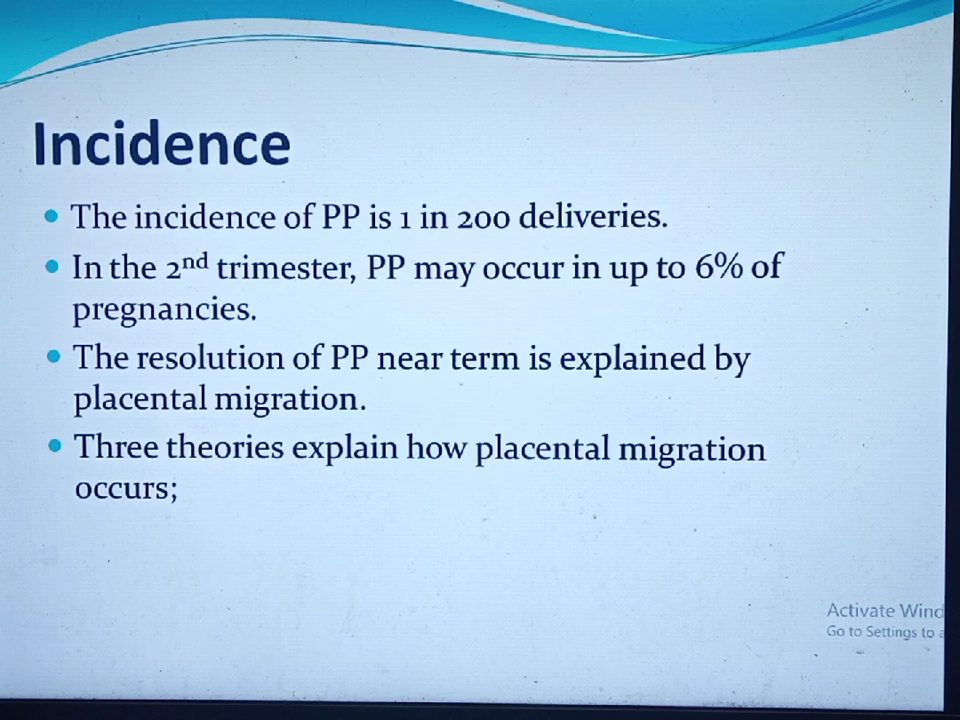 Incidence
The incidence of PP is 1 in 200 deliveries.
In the 2nd trimester, PP may occur in up to 6% of
pregnancies.
The resolution of PP near term is explained by
placental migration.
Three theories explain how placental migration
occurs;
Activate Wind
Go to Settings to a